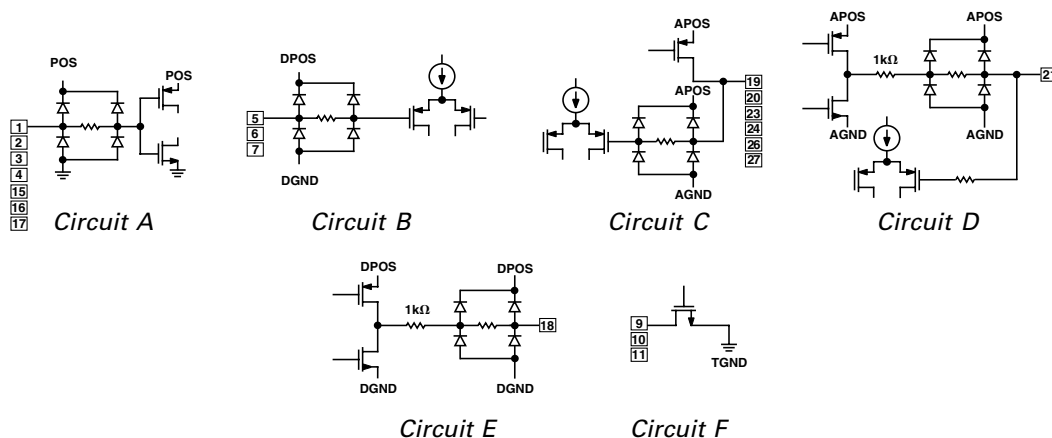 POS
POS
1
2
3
4
15
16
17
Circuit A
DPOS
5
6
7
DGND
Circuit B
APOS
APOS
19
20
23
24
26
27
AGND
Circuit C
APOS
APOS
1kΩ
21
AGND
AGND
Circuit D
DPOS
DPOS
1kΩ
18
DGND
DGND
Circuit E
9
10
11
TGND
Circuit F